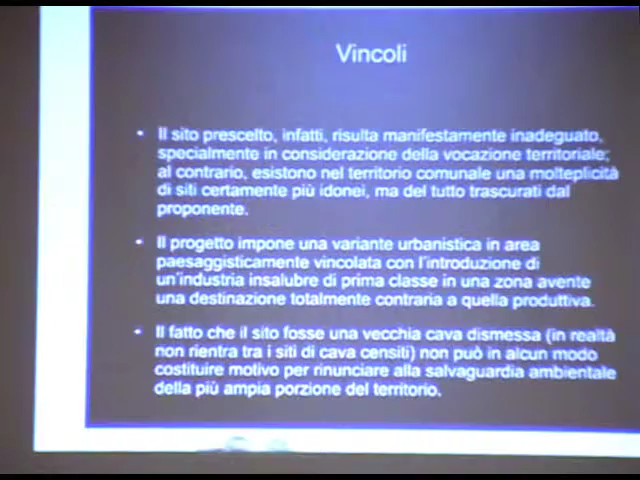 Vincoli
• Il sito prescelto, infatti, risulta manifestamente inadeguato,
specialmente in considerazione della vocazione territoriale;
al contrario, esistono nel territorio comunale una molteplicità
di siti certamente più idonei, ma del tutto trascurati dal
proponente.
• Il progetto impone una variante urbanistica in area
paesaggisticamente vincolata con l'introduzione di
un'industria insalubre di prima classe in una zona avente
una destinazione totalmente contraria a quella produttiva.
• Il fatto che il sito fosse una vecchia cava dismessa (in realtà
non rientra tra i siti di cava censiti) non può in alcun modo
costituire motivo per rinunciare alla salvaguardia ambientale
della più ampia porzione del territorio.